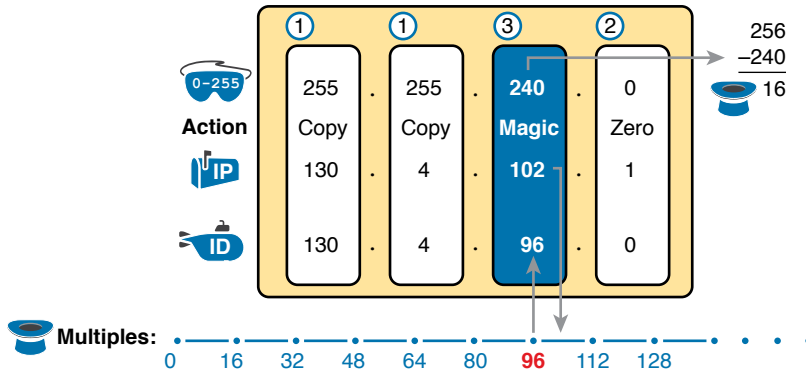 1 1 3 2
256
–240
16
0–255 255 . 255 . 240 . 0
Action Copy Copy Magic Zero
IP 130 . 4 . 102 . 1
ID 130 . 4 . 96 . 0
Multiples:
0 16 32 48 64 80 96 112 128